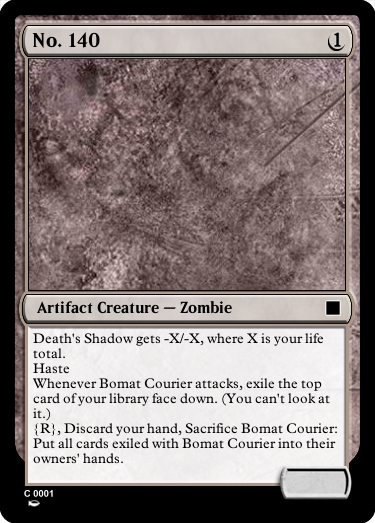 No. 140 1
Artifact Creature — Zombie
Death's Shadow gets -X/-X, where X is your life
total.
Haste
Whenever Bomat Courier attacks, exile the top
card of your library face down. (You can't look at
it.)
{R}, Discard your hand, Sacrifice Bomat Courier:
Put all cards exiled with Bomat Courier into their
owners' hands.
C 0001